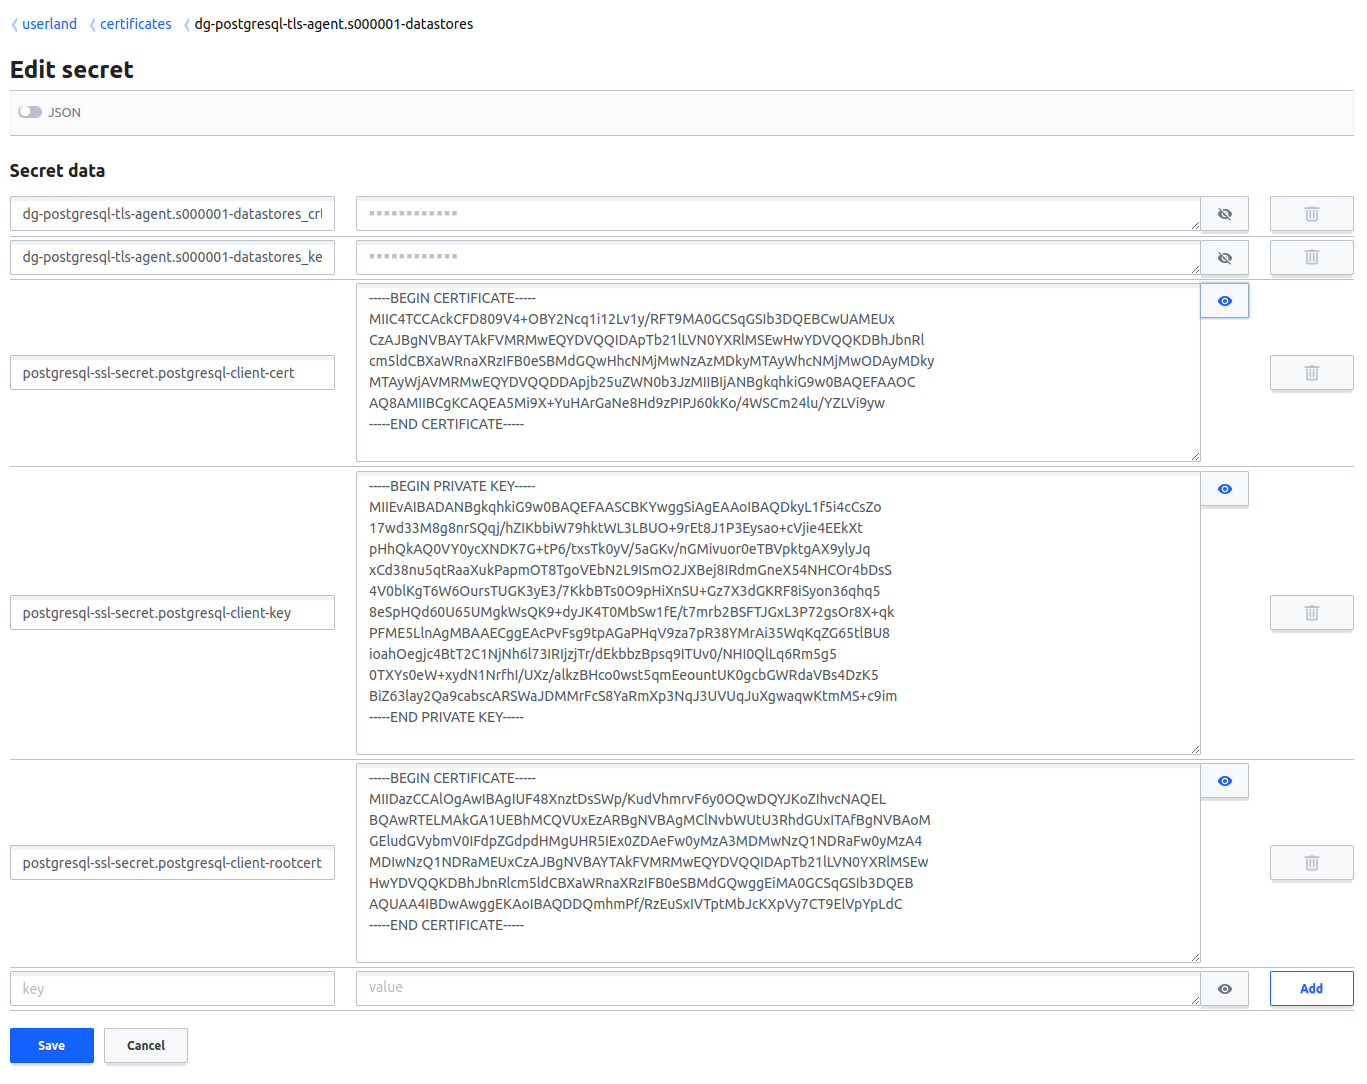 userland certificates dg-postgresql-tls-agent.s000001-datastores
Edit secret
JSON
Secret data
dg-postgresql-tls-agent.s000001-datastores_crt
dg-postgresql-tls-agent.s000001-datastores_ke
postgresql-ssl-secret.postgresql-client-cert
-----BEGIN CERTIFICATE-----
MIIC4TCCAckCFD809V4+OBY2Ncq1i12Lv1y/RFT9MA0GCSqGSIb3DQEBCwUAMEUx
CzAJBgNVBAYTAkFVMRMwEQYDVQQIDApTb21lLVN0YXRlMSEwHwYDVQQKDBhJbnRl
cm5ldCBXaWRnaXRzIFB0eSBMdGQwHhcNMjMwNzAzMDkyMTAyWhcNMjMwODAyMDky
MTAyWjAVMRMwEQYDVQQDDApjb25uZWN0b3JzMIIBIjANBgkqhkiG9w0BAQEFAAOC
AQ8AMIIBCgKCAQEA5Mi9X+YuHArGaNe8Hd9zPIPJ60kKo/4WSCm24lu/YZLVi9yw
-----END CERTIFICATE-----
postgresql-ssl-secret.postgresql-client-key
-----BEGIN PRIVATE KEY-----
MIIEvAIBADANBgkqhkiG9w0BAQEFAASCBKYwggSiAgEAAoIBAQDkyL1f5i4cCsZo
17wd33M8g8nrSQqj/hZIKbbiW79hktWL3LBUO+9rEt8J1P3Eysao+cVjie4EEkXt
pHhQkAQ0VY0ycXNDK7G+tP6/txsTk0yV/5aGKv/nGMivuor0eTBVpktgAX9ylyJq
xCd38nu5qtRaaXukPapmOT8TgoVEbN2L9ISmO2JXBej8IRdmGneX54NHCOr4bDsS
4V0blKgT6W6OursTUGK3yE3/7KkbBTs0O9pHiXnSU+Gz7X3dGKRF8iSyon36qhq5
8eSpHQd60U65UMgkWsQK9+dyJK4T0MbSw1fE/t7mrb2BSFTJGxL3P72gsOr8X+qk
PFME5LlnAgMBAAECggEAcPvFsg9tpAGaPHqV9za7pR38YMrAi35WqKqZG65tlBU8
ioahOegjc4BtT2C1NjNh6l73IRIjzjTr/dEkbbzBpsq9ITUv0/NHI0QlLq6Rm5g5
0TXYs0eW+xydN1NrfhI/UXz/alkzBHco0wst5qmEeountUK0gcbGWRdaVBs4DzK5
BiZ63lay2Qa9cabscARSWaJDMMrFcS8YaRmXp3NqJ3UVUqJuXgwaqwKtmMS+c9im
-----END PRIVATE KEY-----
postgresql-ssl-secret.postgresql-client-rootcert
-----BEGIN CERTIFICATE-----
MIIDazCCAlOgAwIBAgIUF48XnztDsSWp/KudVhmrvF6y0OQwDQYJKoZIhvcNAQEL
BQAwRTELMAkGA1UEBhMCQVUxEzARBgNVBAgMClNvbWUtU3RhdGUxITAfBgNVBAoM
GEludGVybmV0IFdpZGdpdHMgUHR5IEx0ZDAeFw0yMzA3MDMwNzQ1NDRaFw0yMzA4
MDIwNzQ1NDRaMEUxCzAJBgNVBAYTAkFVMRMwEQYDVQQIDApTb21lLVN0YXRlMSEw
HwYDVQQKDBhJbnRlcm5ldCBXaWRnaXRzIFB0eSBMdGQwggEiMA0GCSqGSIb3DQEB
AQUAA4IBDwAwggEKAoIBAQDDQmhmPf/RzEuSxIVTptMbJcKXpVy7CT9ElVpYpLdC
-----END CERTIFICATE-----
key
value
Add
Save
Cancel